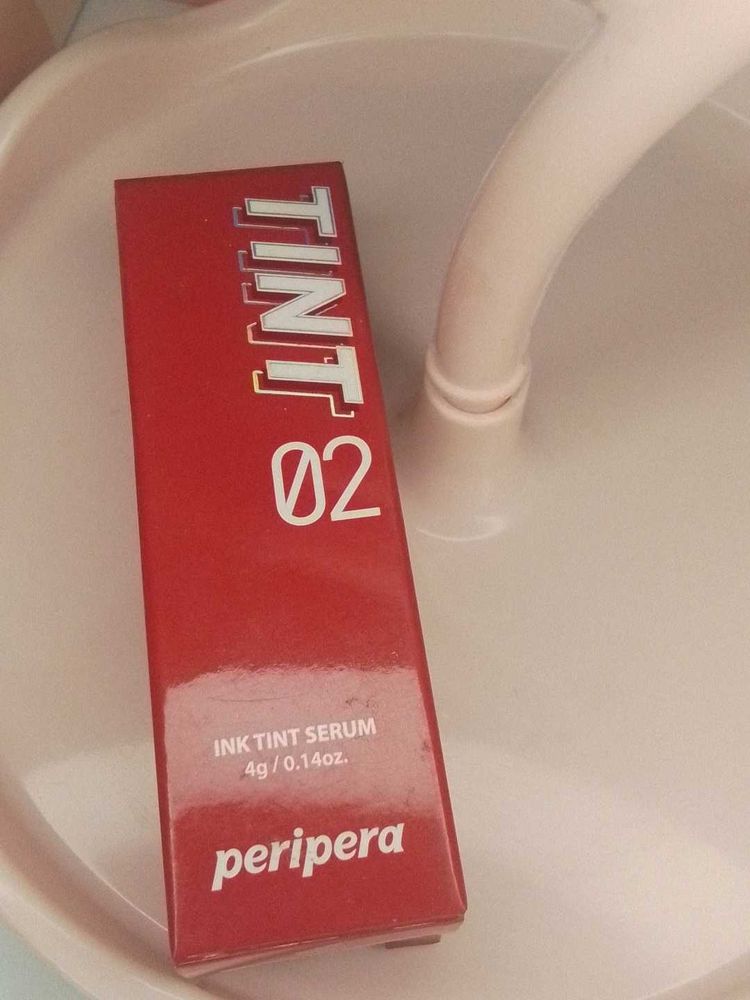 TINT
02
INK TINT SERUM
4g / 0.14oz.
peripera